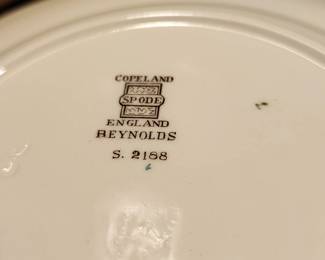 COPELAND
SPODE
ENGLAND
REYNOLDS
S. 2188